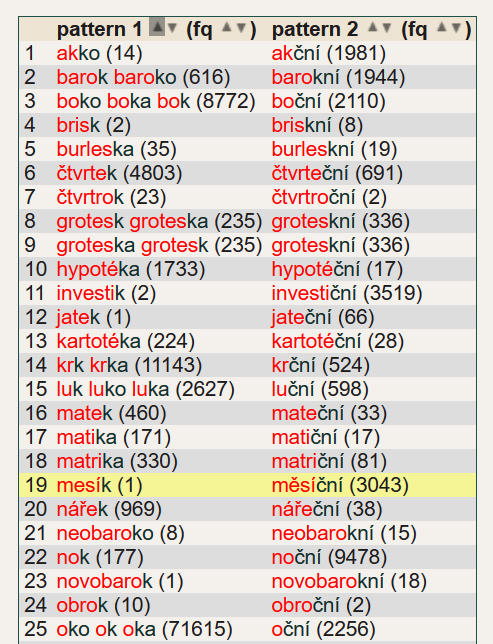 pattern 1 ▲▼ (fq ▲▼) pattern 2 ▲▼ (fq ▲▼)
1 akko (14) akční (1981)
2 barok baroko (616) barokní (1944)
3 boko boka bok (8772) boční (2110)
4 brisk (2) briskní (8)
5 burleska (35) burleskní (19)
6 čtvrtek (4803) čtvrteční (691)
7 čtvrtrok (23) čtvrtroční (2)
8 grotesk groteska (235) groteskní (336)
9 groteska grotesk (235) groteskní (336)
10 hypotéka (1733) hypotéční (17)
11 investik (2) investiční (3519)
12 jatek (1) jateční (66)
13 kartotéka (224) kartotéční (28)
14 krk krka (11143) krční (524)
15 luk luko luka (2627) luční (598)
16 matek (460) mateční (33)
17 matika (171) matiční (17)
18 matrika (330) matriční (81)
19 mesík (1) měsíční (3043)
20 nářek (969) nářeční (38)
21 neobaroko (8) neobarokní (15)
22 nok (177) noční (9478)
23 novobarok (1) novobarokní (18)
24 obrok (10) obroční (2)
25 oko ok oka (71615) oční (2256)